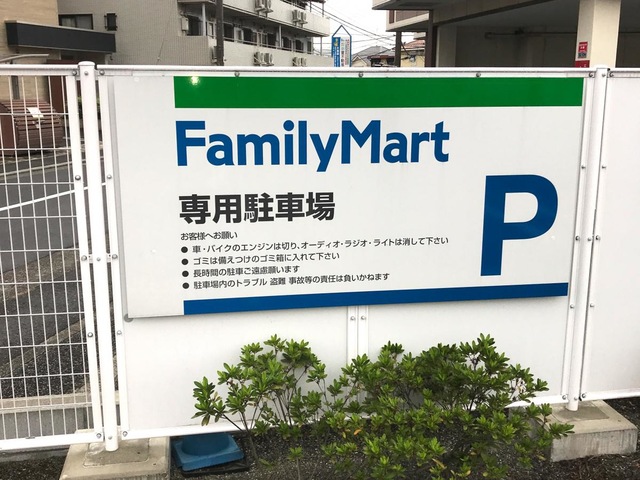 FamilyMart
専用駐車場
P
お客様へお願い
● 車・バイクのエンジンは切り、オーディオ・ラジオ・ライトは消して下さい
● ゴミは備えつけのゴミ箱に入れて下さい
● 長時間の駐車ご遠慮願います
● 駐車場内のトラブル 盗難 事故等の責任は負いかねます